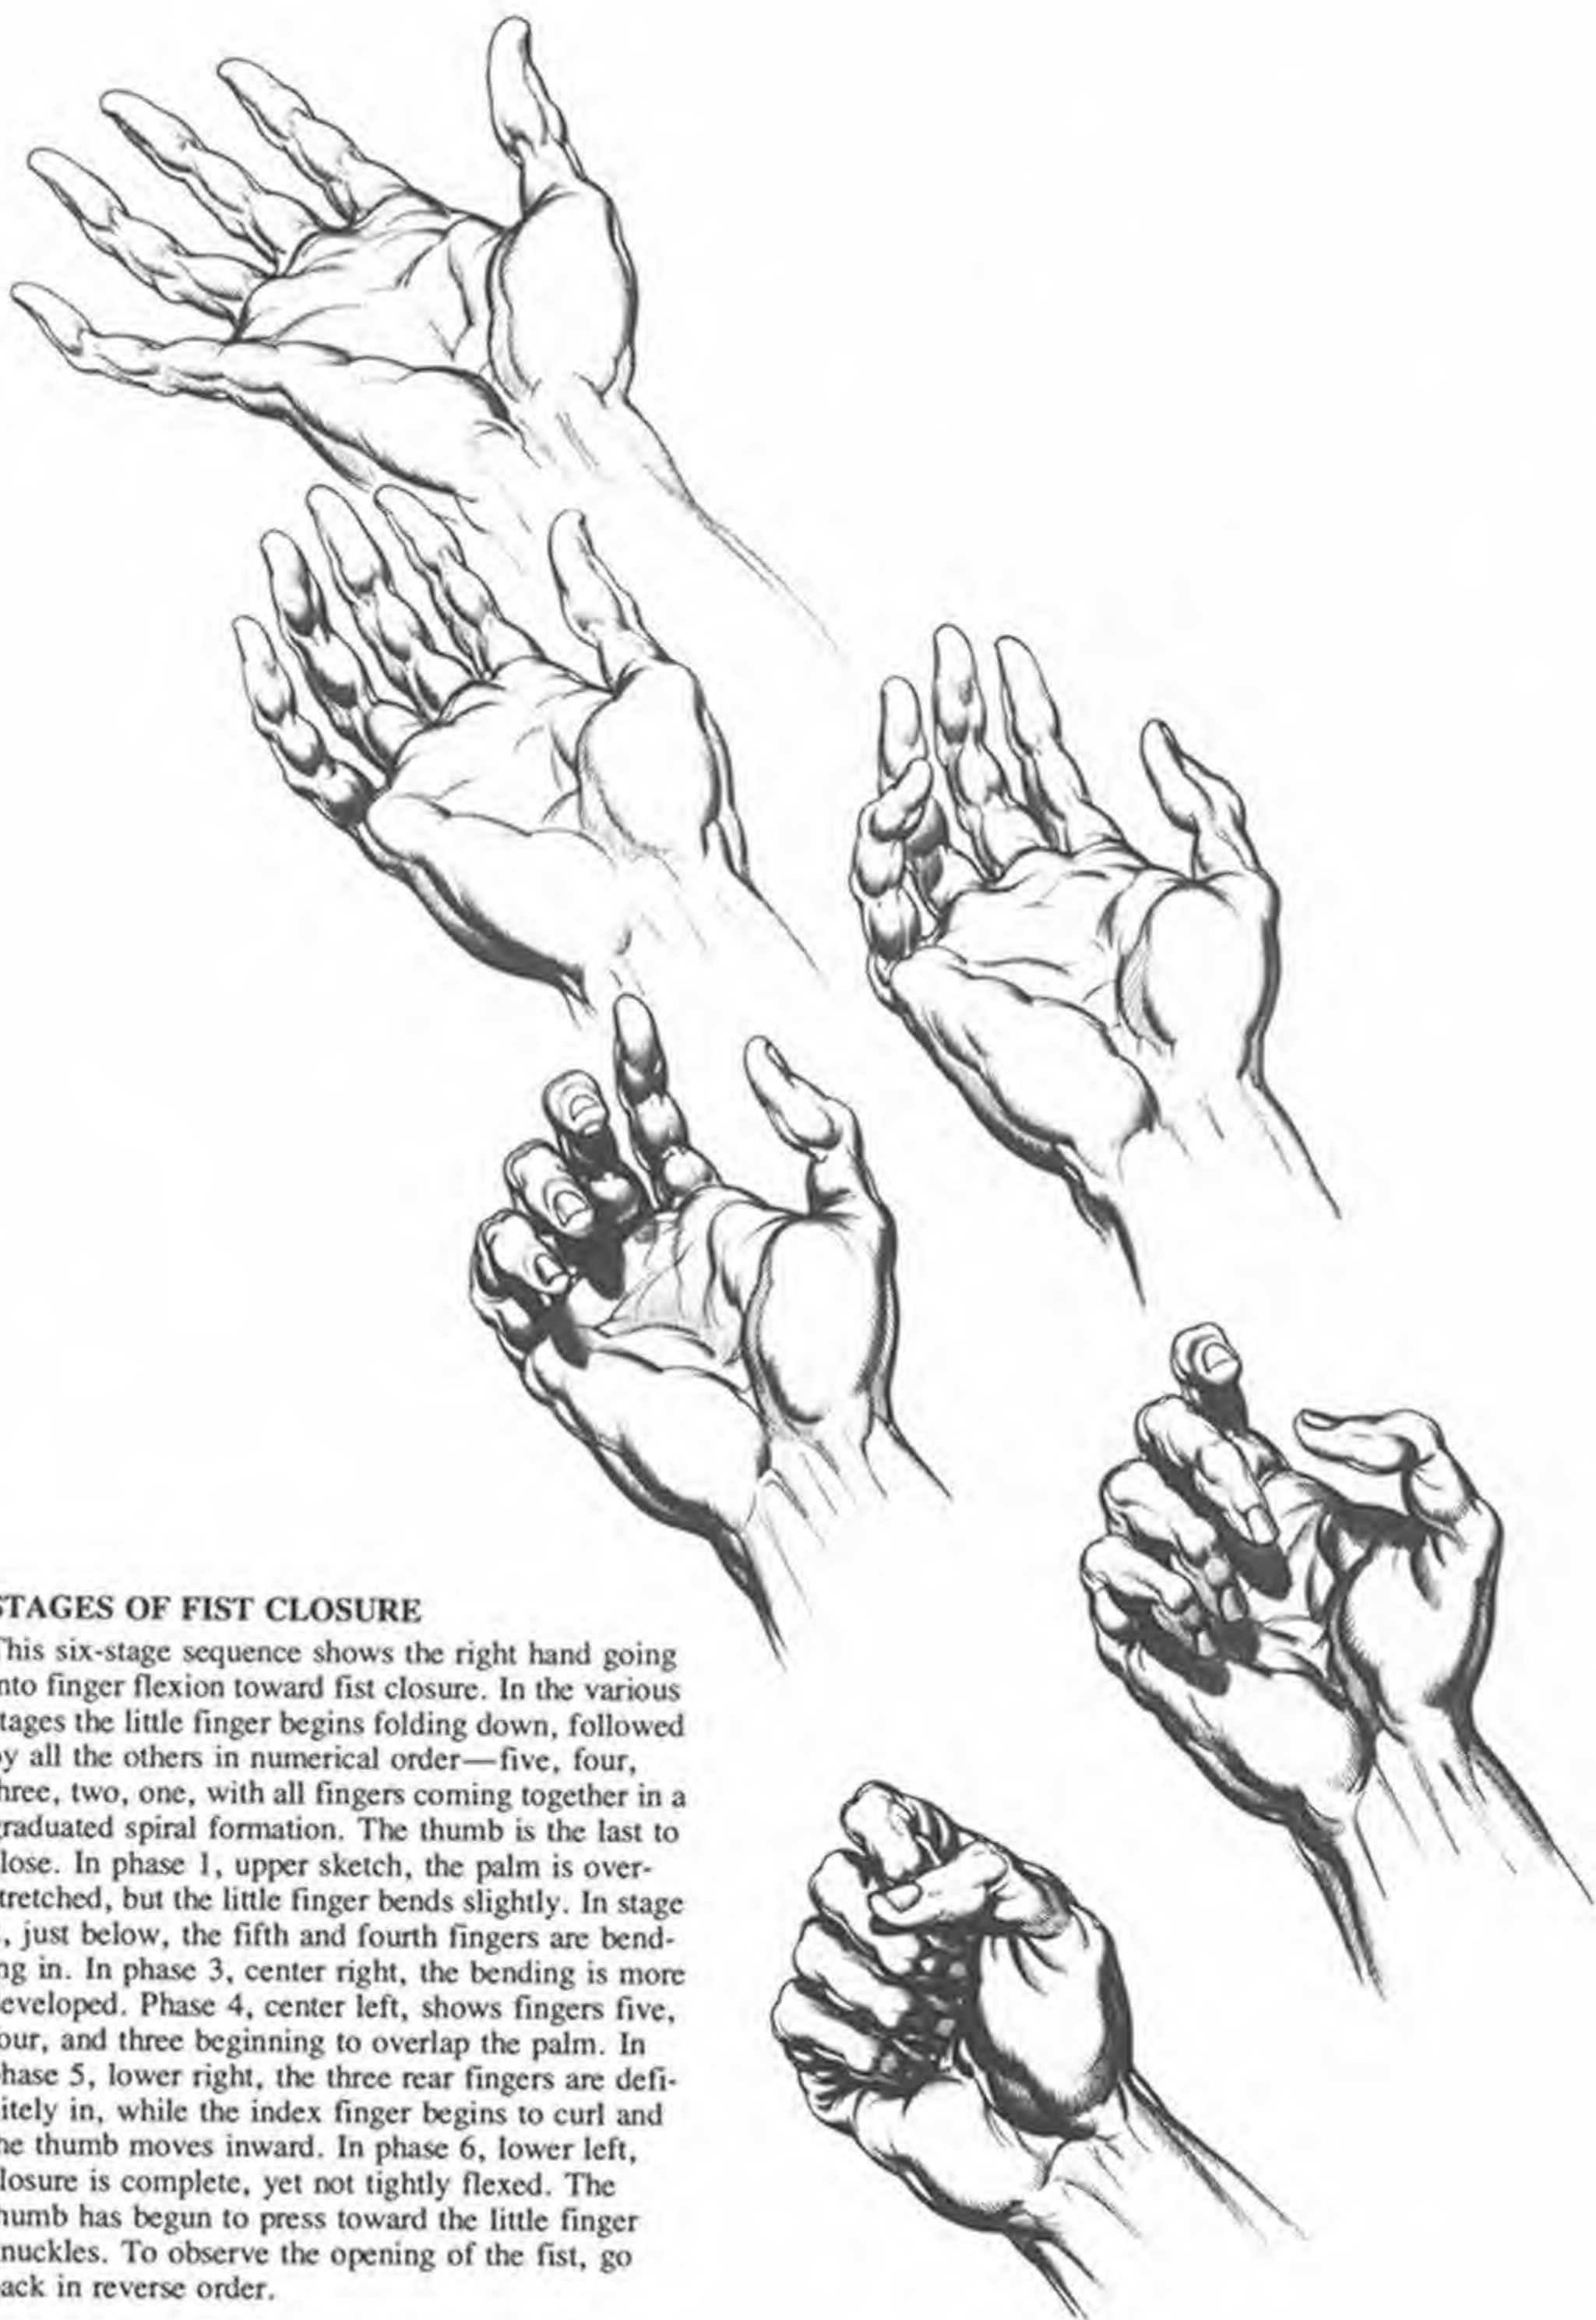 STAGES OF FIST CLOSURE
This six-stage sequence shows the right hand going
nto finger flexion toward fist closure. In the various
tages the little finger begins folding down, followed
y all the others in numerical order—five, four,
hree, two, one, with all fingers coming together in a
raduated spiral formation. The thumb is the last to
lose. In phase 1, upper sketch, the palm is over-
tretched, but the little finger bends slightly. In stage
, just below, the fifth and fourth fingers are bend-
ng in. In phase 3, center right, the bending is more
eveloped. Phase 4, center left, shows fingers five,
our, and three beginning to overlap the palm. In
hase 5, lower right, the three rear fingers are defi-
itely in, while the index finger begins to curl and
he thumb moves inward. In phase 6, lower left,
losure is complete, yet not tightly flexed. The
humb has begun to press toward the little finger
nuckles. To observe the opening of the fist, go
ack in reverse order.